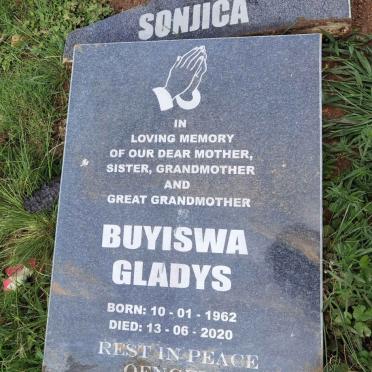 SONJICA
IN
LOVING MEMORY
OF OUR DEAR MOTHER,
SISTER, GRANDMOTHER
AND
GREAT GRANDMOTHER
BUYISWA
GLADYS
BORN: 10 - 01 - 1962
DIED: 13 - 06 - 2020
REST IN PEACE